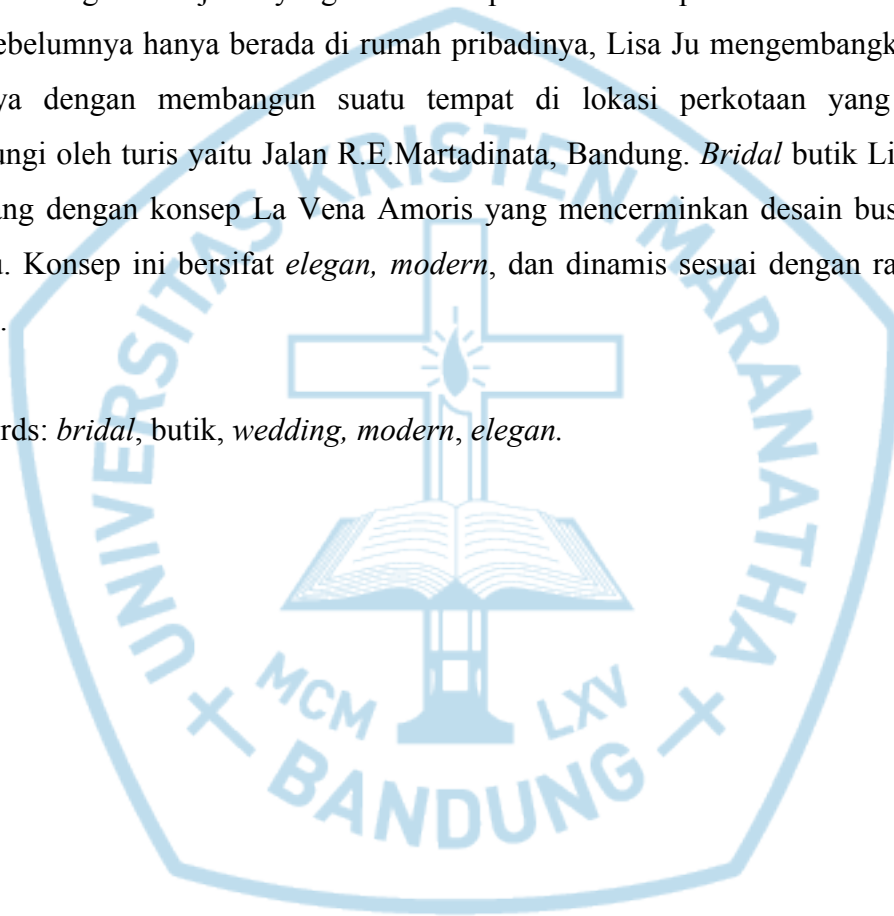 ebelumnya hanya berada di rumah pribadinya, Lisa Ju mengembangk
ya dengan membangun suatu tempat di lokasi perkotaan yang
ungi oleh turis yaitu Jalan R.E.Martadinata, Bandung. Bridal butik Li
ang dengan konsep La Vena Amoris yang mencerminkan desain bus
u. Konsep ini bersifat elegan, modern, dan dinamis sesuai dengan ra
.
rds: bridal, butik, wedding, modern, elegan.
UNIVERSITAS KRISTEN MARANATHA
MCM LXV
BANDUNG